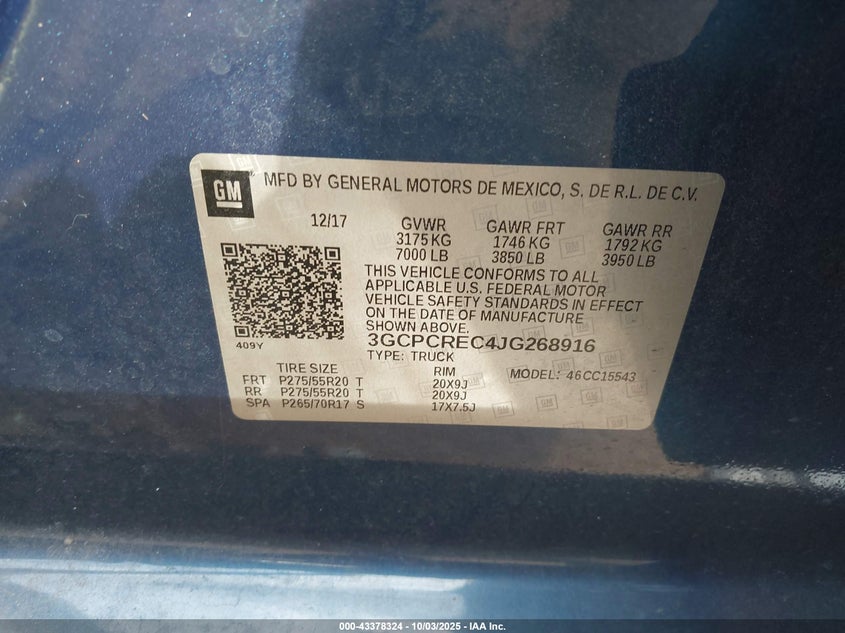 GM MFD BY GENERAL MOTORS DE MEXICO, S. DE R.L. DE C.V.
12/17 GVWR GAWR FRT GAWR RR
3175 KG 1746 KG 1792 KG
7000 LB 3850 LB 3950 LB
THIS VEHICLE CONFORMS TO ALL
APPLICABLE U.S. FEDERAL MOTOR
VEHICLE SAFETY STANDARDS IN EFFECT
ON THE DATE OF MANUFACTURE
SHOWN ABOVE.
409Y
3GCPCREC4JG268916
TYPE: TRUCK
TIRE SIZE RIM MODEL: 46CC15543
FRT P275/55R20 T 20X9J
RR P275/55R20 T 20X9J
SPA P265/70R17 S 17X7.5J
000-43378324 | 10/03/2025 - IAA Inc.